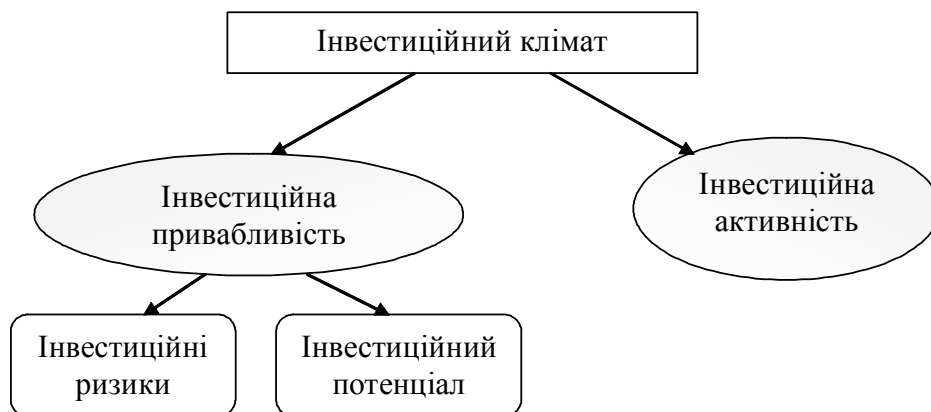 Інвестиційний клімат
Інвестиційна
привабливість
Інвестиційна
активність
Інвестиційні
ризики
Інвестиційний
потенціал